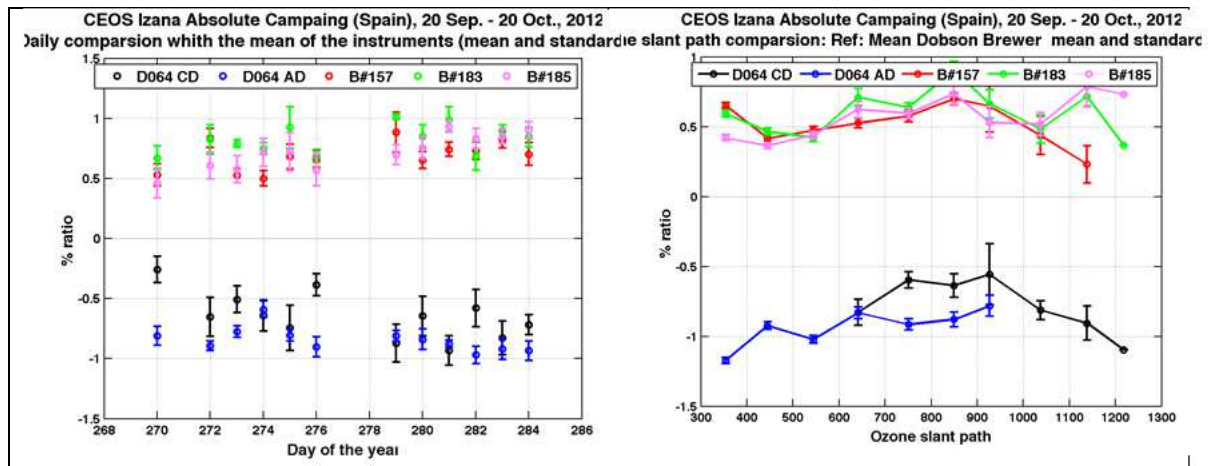 CEOS Izana Absolute Campaing (Spain), 20 Sep. - 20 Oct., 2012
Daily comparsion whith the mean of the instruments (mean and standard
1.5
D064 CD D064 AD B#157 B#183 B#185
1
0.5
0
-0.5
-1
-1.5
% ratio
268 270 272 274 276 278 280 282 284 286
Day of the year
CEOS Izana Absolute Campaing (Spain), 20 Sep. - 20 Oct., 2012
e slant path comparsion: Ref: Mean Dobson Brewer mean and standard
1
D064 CD D064 AD B#157 B#183 B#185
0.5
0
-0.5
-1
-1.5
% ratio
300 400 500 600 700 800 900 1000 1100 1200 1300
Ozone slant path